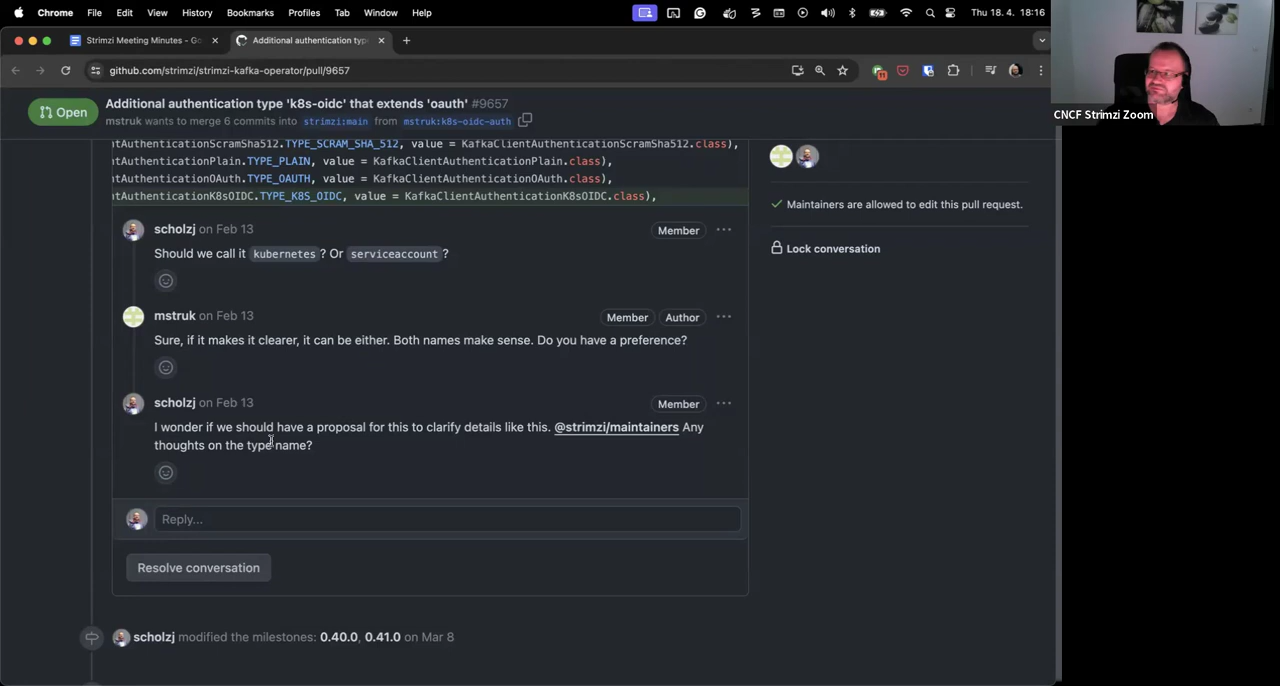 Chrome File Edit View History Bookmarks Profiles Tab Window Help Thu 18. 4. 18:16
Strimzi Meeting Minutes - Go
Additional authentication typ
github.com/strimzi/strimzi-kafka-operator/pull/9657
11
CNCF Strimzi Zoom
Open
Additional authentication type 'k8s-oidc' that extends 'oauth' #9657
mstruk wants to merge 6 commits into strimzi:main from mstruk:k8s-oidc-auth
ntAuthenticationScramSha512.TYPE_SCRAM_SHA_512, value = KafkaClientAuthenticationScramSha512.class),
ntAuthenticationPlain.TYPE_PLAIN, value = KafkaClientAuthenticationPlain.class),
ntAuthenticationOAuth.TYPE_OAUTH, value = KafkaClientAuthenticationOAuth.class),
ntAuthenticationK8sOIDC.TYPE_K8S_OIDC, value = KafkaClientAuthenticationK8sOIDC.class),
Maintainers are allowed to edit this pull request.
Lock conversation
scholzj on Feb 13 Member
Should we call it kubernetes? Or serviceaccount?
mstruk on Feb 13 Member Author
Sure, if it makes it clearer, it can be either. Both names make sense. Do you have a preference?
scholzj on Feb 13 Member
I wonder if we should have a proposal for this to clarify details like this. @strimzi/maintainers Any
thoughts on the type name?
Reply...
Resolve conversation
scholzj modified the milestones: 0.40.0, 0.41.0 on Mar 8